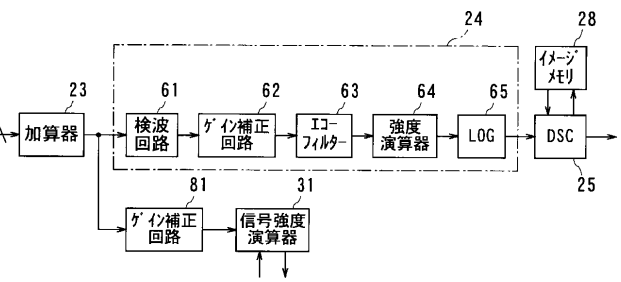 24
28
イメージ
メモリ
23
61
62
63
64
65
加算器
検波
回路
ゲイン補正
回路
エコー
フィルター
強度
演算器
LOG
DSC
25
81
31
ゲイン補正
回路
信号強度
演算器